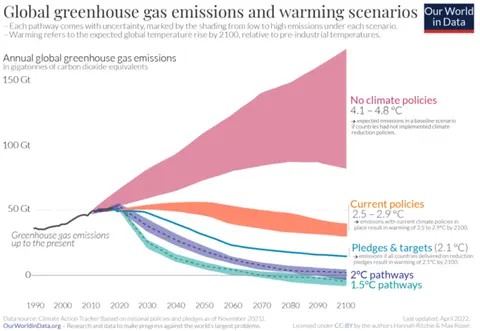 Global greenhouse gas emissions and warming scenarios
Our World
in Data
– Each pathway comes with uncertainty, marked by the shading from low to high emissions under each scenario.
– Warming refers to the expected global temperature rise by 2100, relative to pre-industrial temperatures.
Annual global greenhouse gas emissions
in gigatonnes of carbon dioxide-equivalents
150 Gt
100 Gt
50 Gt
0
Greenhouse gas emissions
up to the present
No climate policies
4.1 – 4.8 °C
→ expected emissions in a baseline scenario
if countries had not implemented climate
reduction policies.
Current policies
2.5 – 2.9 °C
→ emissions with current climate policies in
place result in warming of 2.5 to 2.9°C by 2100.
Pledges & targets (2.1 °C)
→ emissions if all countries delivered on reduction
pledges result in warming of 2.1°C by 2100.
2°C pathways
1.5°C pathways
1990 2000 2010 2020 2030 2040 2050 2060 2070 2080 2090 2100
Data source: Climate Action Tracker (based on national policies and pledges as of November 2021).
OurWorldinData.org – Research and data to make progress against the world's largest problems.
Last updated: April 2022.
Licensed under CC-BY by the authors Hannah Ritchie & Max Roser.